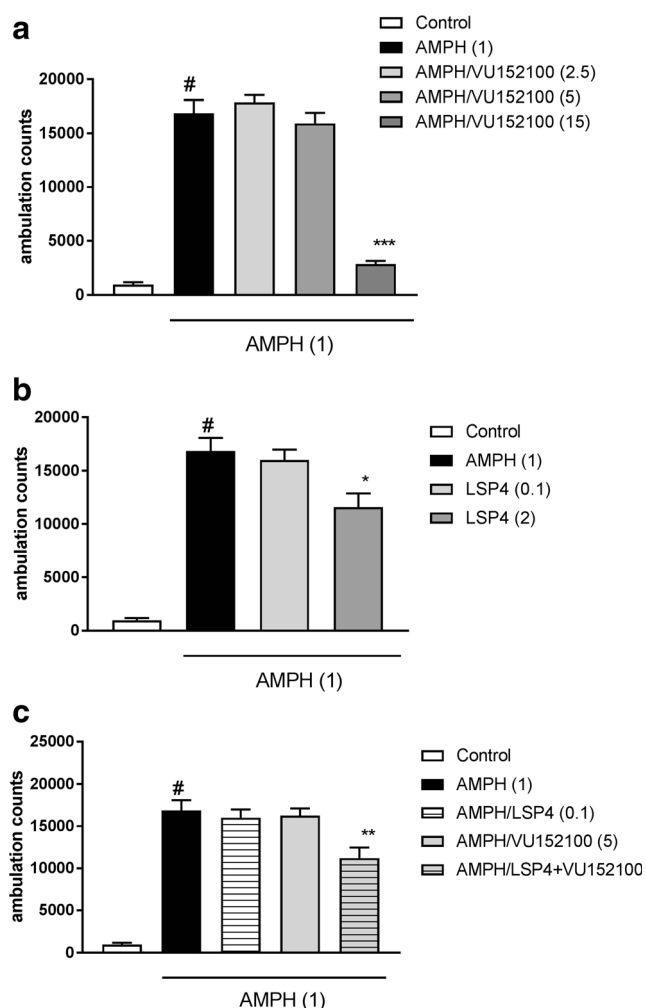 a
Control
AMPH (1)
AMPH/VU152100 (2.5)
AMPH/VU152100 (5)
AMPH/VU152100 (15)
ambulation counts
20000
15000
10000
5000
0
#
***
AMPH (1)
b
Control
AMPH (1)
LSP4 (0.1)
LSP4 (2)
ambulation counts
20000
15000
10000
5000
0
#
*
AMPH (1)
c
Control
AMPH (1)
AMPH/LSP4 (0.1)
AMPH/VU152100 (5)
AMPH/LSP4+VU152100
ambulation counts
25000
20000
15000
10000
5000
0
#
**
AMPH (1)